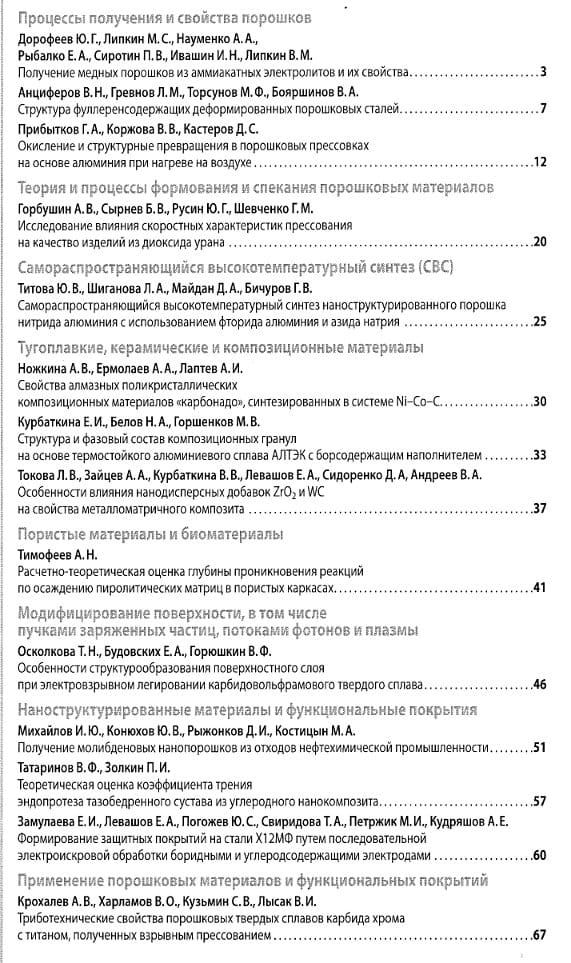 Процессы получения и свойства порошков
Дорофеев Ю. Г., Липкин М. С., Науменко А. А.,
Рыбалко Е. А., Сиротин П. В., Ивашин И. Н., Липкин В. М.
Получение медных порошков из аммиакатных электролитов и их свойства.........................3
Анциферов В. Н., Гревнов Л. М., Торсунов М. Ф., Бояршинов В. А.
Структура фуллеренсодержащих деформированных порошковых сталей...........................7
Прибытков Г. А., Коржова В. В., Кастеров Д. С.
Окисление и структурные превращения в порошковых прессовках
на основе алюминия при нагреве на воздухе..................................................12
Теория и процессы формования и спекания порошковых материалов
Горбушин А. В., Сырнев Б. В., Русин Ю. Г., Шевченко Г. М.
Исследование влияния скоростных характеристик прессования
на качество изделий из диоксида урана......................................................20
Самораспространяющийся высокотемпературный синтез (СВС)
Титова Ю. В., Шиганова Л. А., Майдан Д. А., Бичуров Г. В.
Самораспространяющийся высокотемпературный синтез наноструктурированного порошка
нитрида алюминия с использованием фторида алюминия и азида натрия..........................25
Тугоплавкие, керамические и композиционные материалы
Ножкина А. В., Ермолаев А. А., Лаптев А. И.
Свойства алмазных поликристаллических
композиционных материалов «карбонадо», синтезированных в системе Ni–Co–C...................30
Курбаткина Е. И., Белов Н. А., Горшенков М. В.
Структура и фазовый состав композиционных гранул
на основе термостойкого алюминиевого сплава АЛТЭК с борсодержащим наполнителем..............33
Токова Л. В., Зайцев А. А., Курбаткина В. В., Левашов Е. А., Сидоренко Д. А, Андреев В. А.
Особенности влияния нанодисперсных добавок ZrO₂ и WC
на свойства металломатричного композита....................................................37
Пористые материалы и биоматериалы
Тимофеев А. Н.
Расчетно-теоретическая оценка глубины проникновения реакций
по осаждению пиролитических матриц в пористых каркасах.....................................41
Модифицирование поверхности, в том числе
пучками заряженных частиц, потоками фотонов и плазмы
Осколкова Т. Н., Будовских Е. А., Горюшкин В. Ф.
Особенности структурообразования поверхностного слоя
при электровзрывном легировании карбидовольфрамового твердого сплава........................46
Наноструктурированные материалы и функциональные покрытия
Михайлов И. Ю., Конюхов Ю. В., Рыжонков Д. И., Костицын М. А.
Получение молибденовых нанопорошков из отходов нефтехимической промышленности..............51
Татаринов В. Ф., Золкин П. И.
Теоретическая оценка коэффициента трения
эндопротеза тазобедренного сустава из углеродного нанокомпозита............................57
Замулаева Е. И., Левашов Е. А., Погожев Ю. С., Свиридова Т. А., Петржик М. И., Кудряшов А. Е.
Формирование защитных покрытий на стали Х12МФ путем последовательной
электроискровой обработки боридными и углеродсодержащими электродами.......................60
Применение порошковых материалов и функциональных покрытий
Крохалев А. В., Харламов В. О., Кузьмин С. В., Лысак В. И.
Триботехнические свойства порошковых твердых сплавов карбида хрома
с титаном, полученных взрывным прессованием................................................67